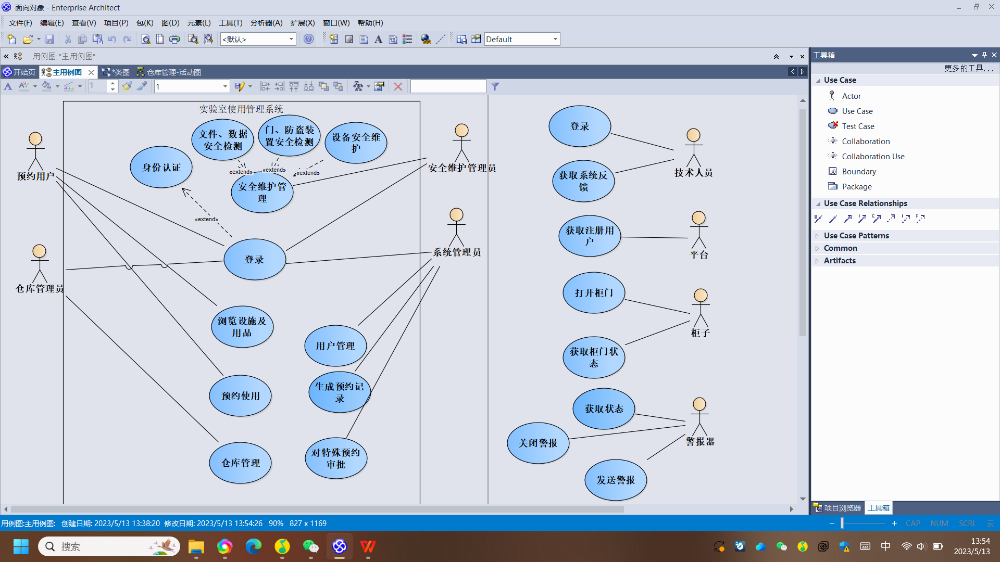 面向对象 - Enterprise Architect
文件(F) 编辑(E) 查看(V) 项目(P) 包(K) 图(D) 元素(L) 工具(T) 分析器(A) 扩展(X) 窗口(W) 帮助(H)
<默认>
Default
用例图: "主用例图"
开始页 主用例图 *类图 仓库管理-活动图
1 1
实验室使用管理系统
文件、数据
安全检测
门、防盗装
置安全检测
设备安全维
护
身份认证
«extend» «extend» «extend»
安全维护管
理
«extend»
登录
浏览设施及
用品
用户管理
生成预约记
录
预约使用
仓库管理
对特殊预约
审批
预约用户
仓库管理员
安全维护管理员
系统管理员
登录
获取系统反
馈
技术人员
获取注册用
户
平台
打开柜门
柜子
获取柜门状
态
获取状态
关闭警报
警报器
发送警报
工具箱
更多的工具...
Use Case
Actor
Use Case
Test Case
Collaboration
Collaboration Use
Boundary
Package
Use Case Relationships
Use Case Patterns
Common
Artifacts
项目浏览器 工具箱
用例图:主用例图: 创建日期: 2023/5/13 13:38:20 修改日期: 2023/5/13 13:54:26 90% 827 x 1169
CAP NUM SCRL 云
搜索
中
13:54
2023/5/13